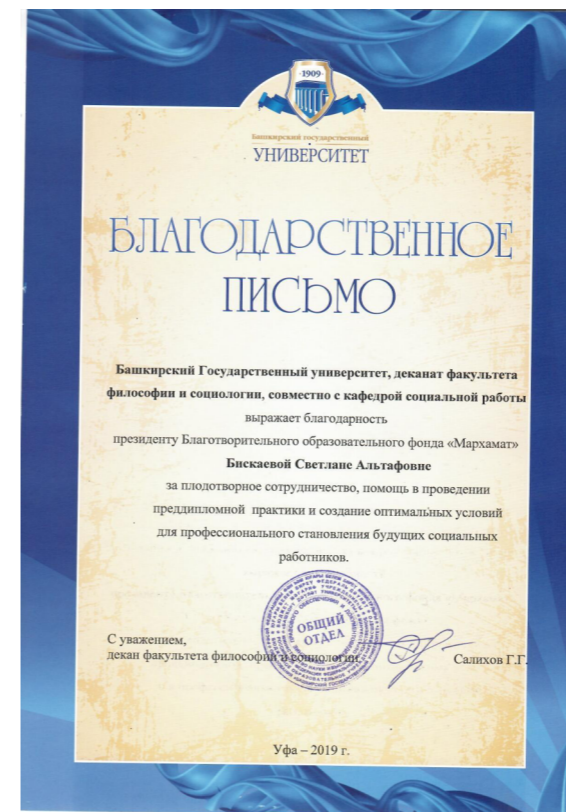 ·1909·
Башкирский государственный
УНИВЕРСИТЕТ
БЛАГОДАРСТВЕННОЕ
ПИСЬМО
Башкирский Государственный университет, деканат факультета
философии и социологии, совместно с кафедрой социальной работы
выражает благодарность
президенту Благотворительного образовательного фонда «Мархамат»
Бискаевой Светлане Альтафовне
за плодотворное сотрудничество, помощь в проведении
преддипломной практики и создание оптимальных условий
для профессионального становления будущих социальных
работников.
ОБЩИЙ
ОТДЕЛ
С уважением,
декан факультета философии и социологии
Салихов Г.Г.
Уфа – 2019 г.